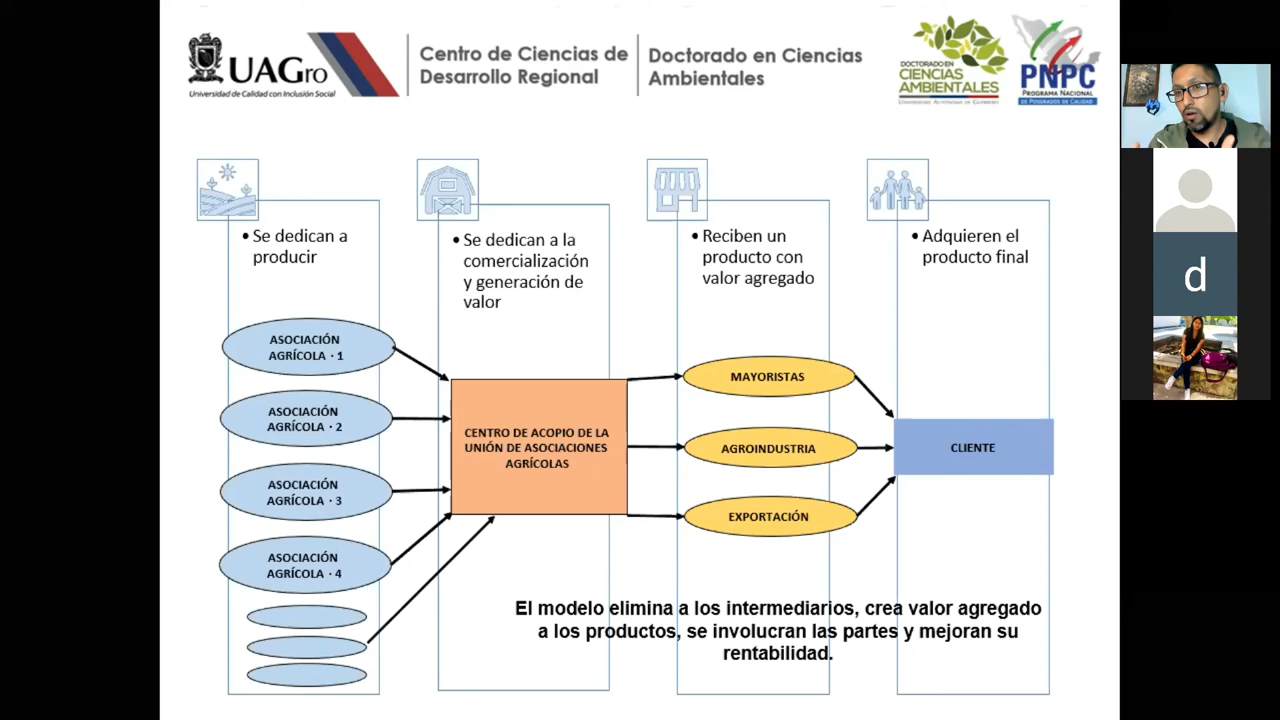 UAGro
Universidad de Calidad con Inclusión Social
Centro de Ciencias de
Desarrollo Regional
Doctorado en Ciencias
Ambientales
DOCTORADO EN
CIENCIAS
AMBIENTALES
UNIVERSIDAD AUTÓNOMA DE GUERRERO
PNPC
PROGRAMA NACIONAL
DE POSGRADOS DE CALIDAD
• Se dedican a
producir
• Se dedican a la
comercialización
y generación de
valor
• Reciben un
producto con
valor agregado
• Adquieren el
producto final
ASOCIACIÓN
AGRÍCOLA · 1
ASOCIACIÓN
AGRÍCOLA · 2
ASOCIACIÓN
AGRÍCOLA · 3
ASOCIACIÓN
AGRÍCOLA · 4
CENTRO DE ACOPIO DE LA
UNIÓN DE ASOCIACIONES
AGRÍCOLAS
MAYORISTAS
AGROINDUSTRIA
EXPORTACIÓN
CLIENTE
El modelo elimina a los intermediarios, crea valor agregado
a los productos, se involucran las partes y mejoran su
rentabilidad.
d